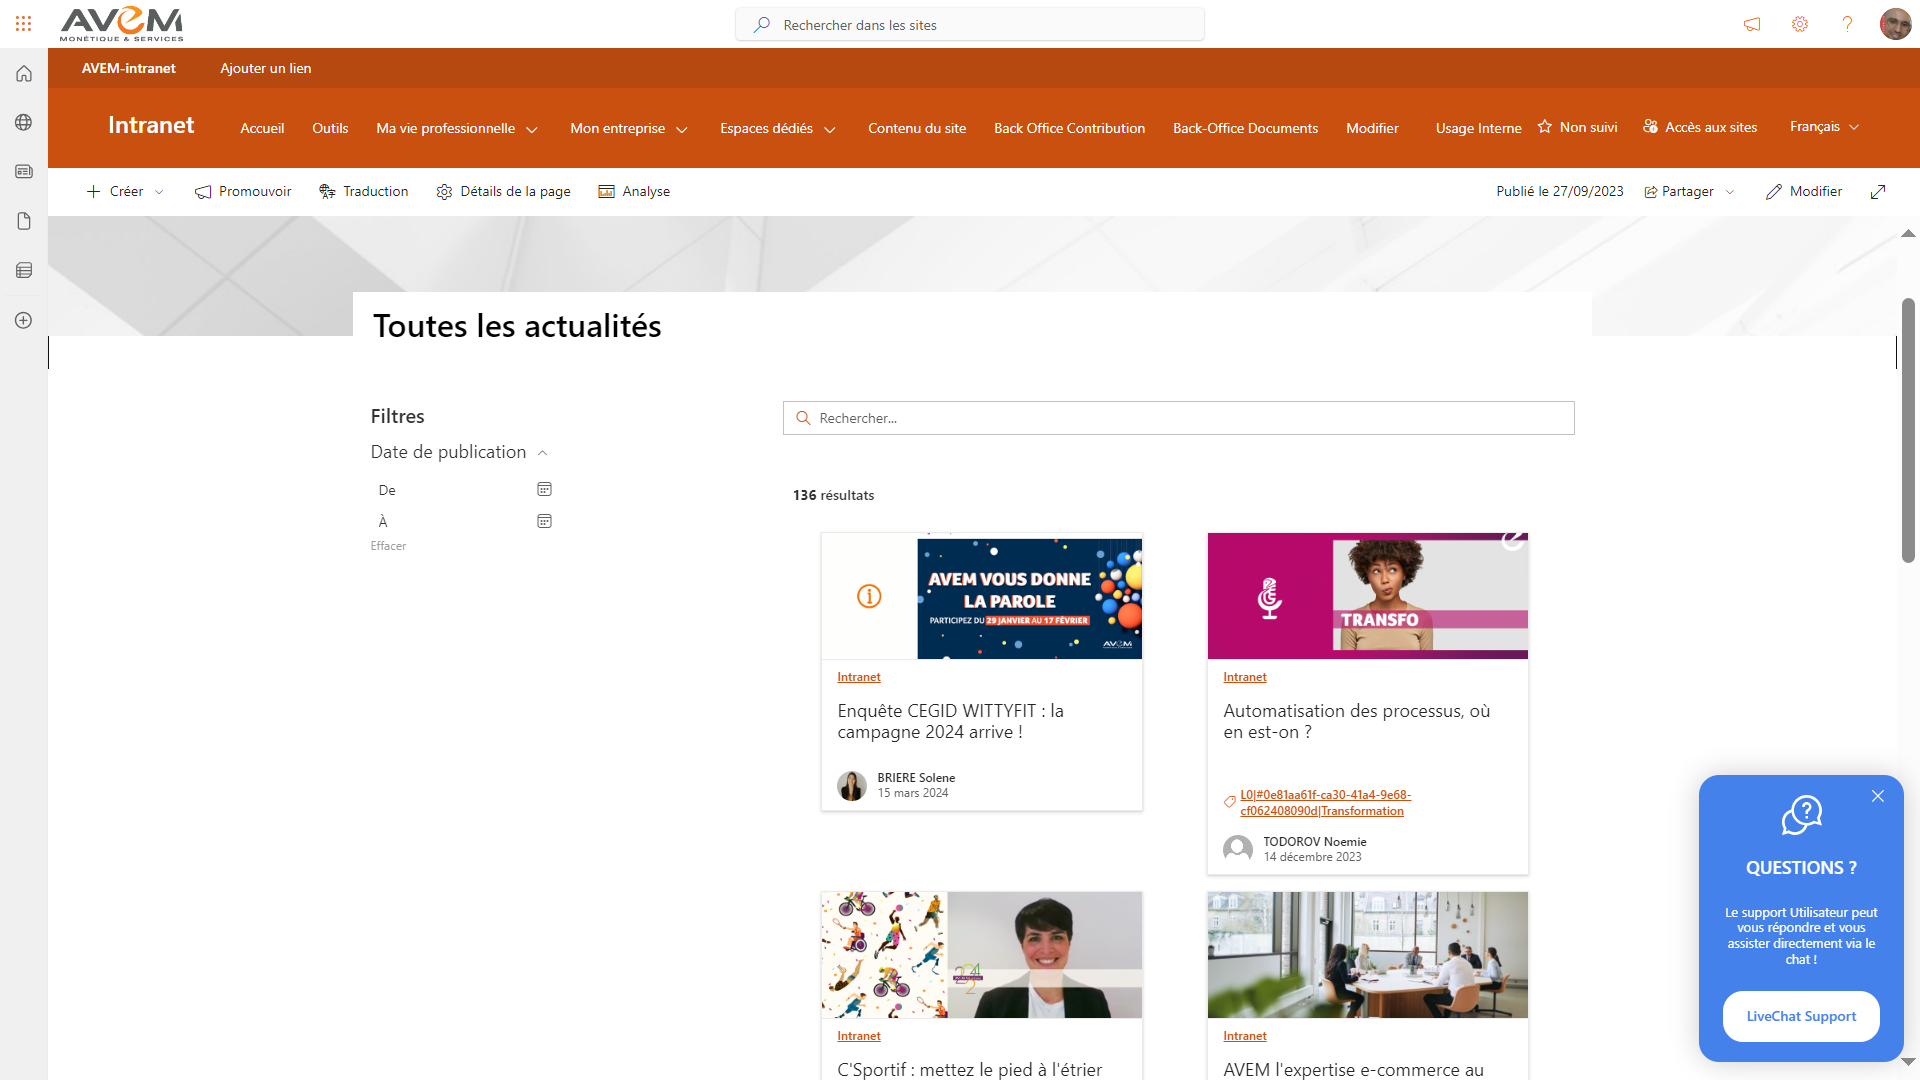 AVEM
MONÉTIQUE & SERVICES
Rechercher dans les sites
AVEM-intranet
Ajouter un lien
Intranet
Accueil
Outils
Ma vie professionnelle
Mon entreprise
Espaces dédiés
Contenu du site
Back Office Contribution
Back-Office Documents
Modifier
Usage Interne
Non suivi
Accès aux sites
Français
Créer
Promouvoir
Traduction
Détails de la page
Analyse
Publié le 27/09/2023
Partager
Modifier
Toutes les actualités
Filtres
Date de publication
De
À
Effacer
Rechercher...
136 résultats
AVEM VOUS DONNE
LA PAROLE
PARTICIPEZ DU 29 JANVIER AU 17 FÉVRIER
AVEM
Intranet
Enquête CEGID WITTYFIT : la
campagne 2024 arrive !
BRIERE Solene
15 mars 2024
TRANSFO
Intranet
Automatisation des processus, où
en est-on ?
L0|#0e81aa61f-ca30-41a4-9e68-
cf062408090d|Transformation
TODOROV Noemie
14 décembre 2023
Intranet
C'Sportif : mettez le pied à l'étrier
Intranet
AVEM l'expertise e-commerce au
QUESTIONS ?
Le support Utilisateur peut
vous répondre et vous
assister directement via le
chat !
LiveChat Support